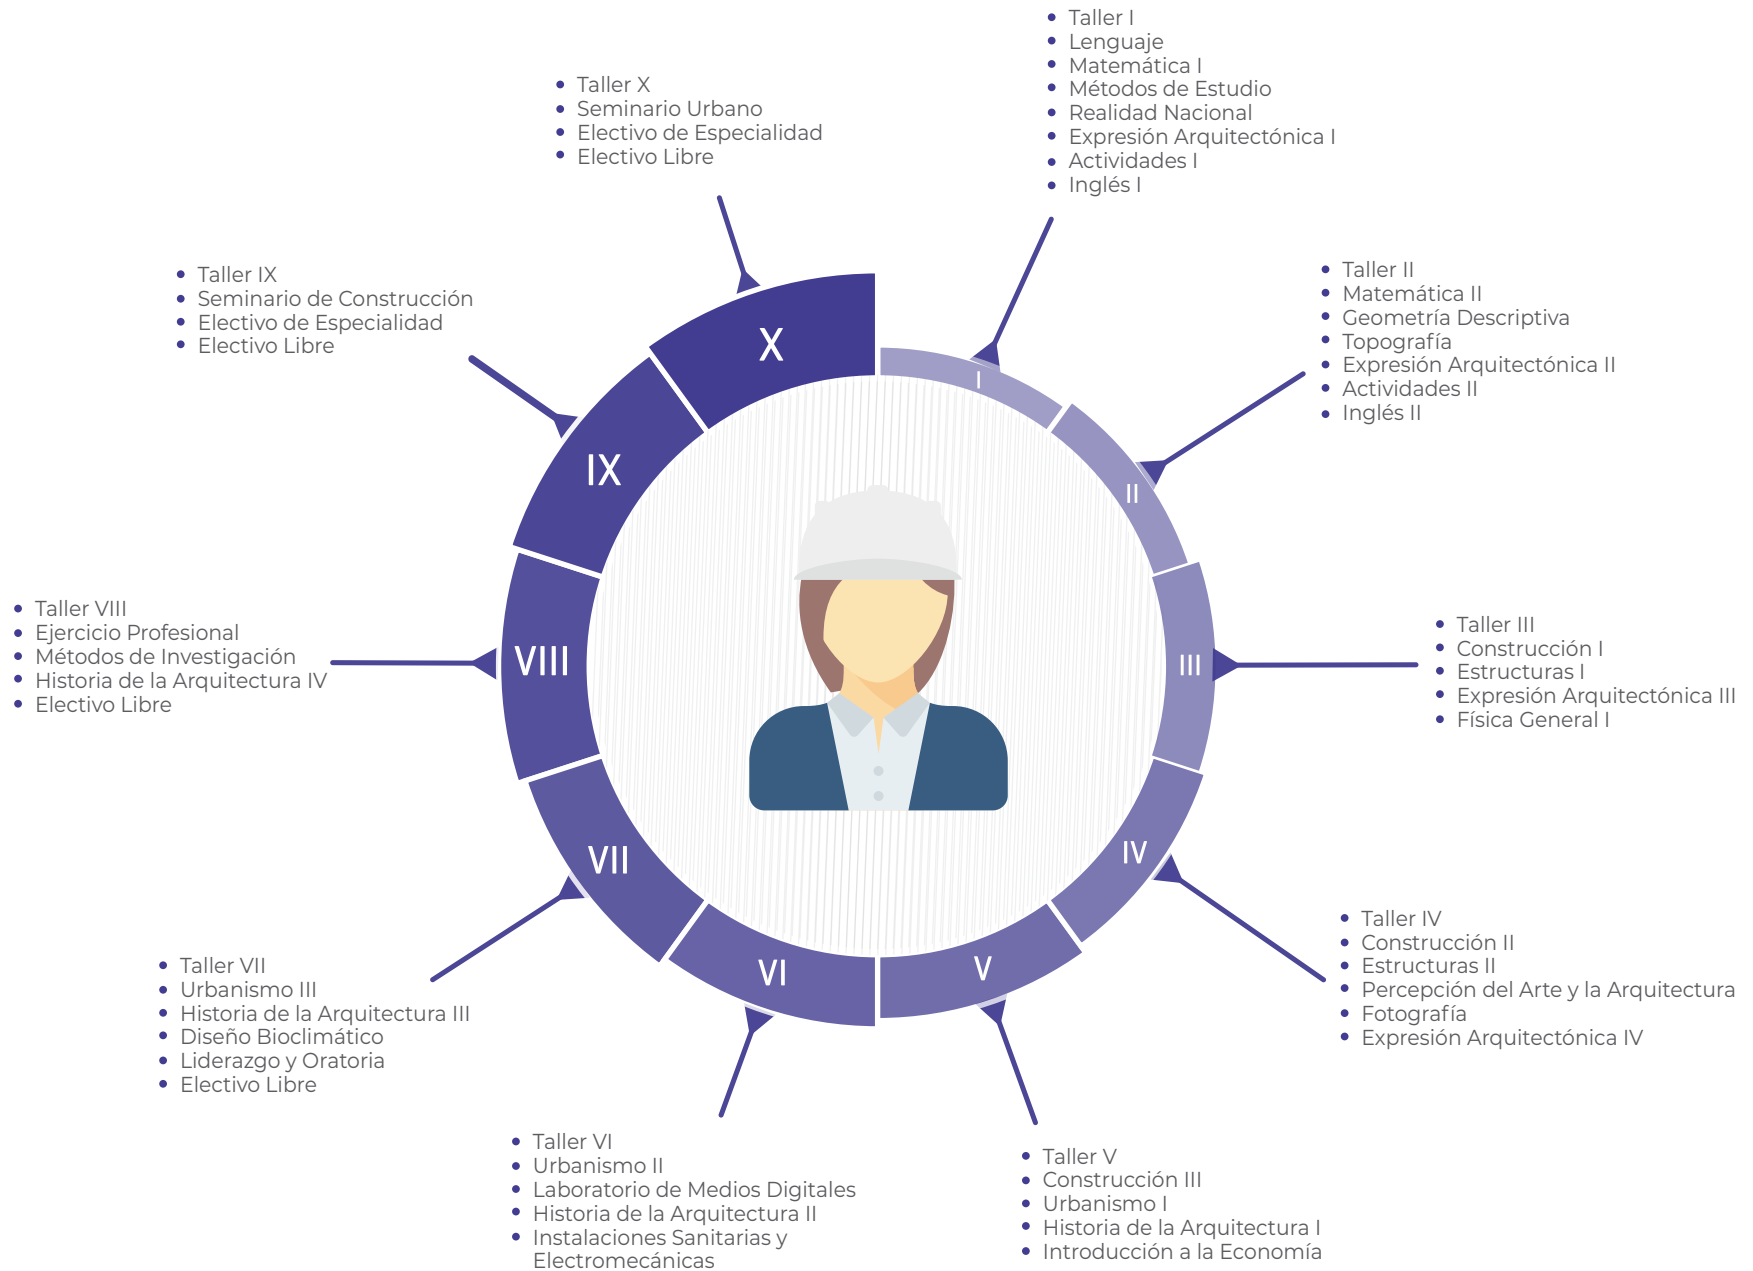 Taller I
Lenguaje
Matemática I
Métodos de Estudio
Realidad Nacional
Expresión Arquitectónica I
Actividades I
Inglés I
Taller II
Matemática II
Geometría Descriptiva
Topografía
Expresión Arquitectónica II
Actividades II
Inglés II
Taller III
Construcción I
Estructuras I
Expresión Arquitectónica III
Física General I
Taller IV
Construcción II
Estructuras II
Percepción del Arte y la Arquitectura
Fotografía
Expresión Arquitectónica IV
Taller V
Construcción III
Urbanismo I
Historia de la Arquitectura I
Introducción a la Economía
Taller VI
Urbanismo II
Laboratorio de Medios Digitales
Historia de la Arquitectura II
Instalaciones Sanitarias y
Electromecánicas
Taller VII
Urbanismo III
Historia de la Arquitectura III
Diseño Bioclimático
Liderazgo y Oratoria
Electivo Libre
Taller VIII
Ejercicio Profesional
Métodos de Investigación
Historia de la Arquitectura IV
Electivo Libre
Taller IX
Seminario de Construcción
Electivo de Especialidad
Electivo Libre
Taller X
Seminario Urbano
Electivo de Especialidad
Electivo Libre
I
II
III
IV
V
VI
VII
VIII
IX
X